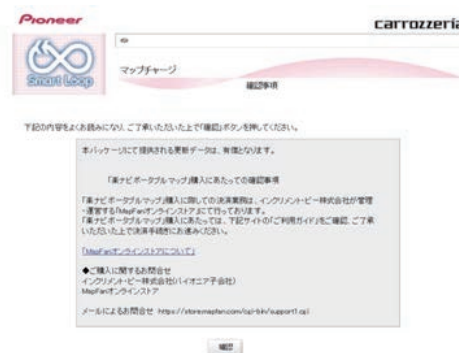 Pioneer
carrozzeria
Smart Loop
マップチャージ
確認事項
下記の内容をよくお読みになり、ご了承いただいた上で「確認」ボタンを押してください。
本パッケージにて提供される更新データは、有償となります。
「楽ナビポータブルマップ」購入にあたっての確認事項
「楽ナビポータブルマップ」購入に際しての決済業務は、インクリメント・ピー株式会社が管理
・運営する「MapFanオンラインストア」にて行っております。
「楽ナビポータブルマップ」購入にあたっては、下記サイトの「ご利用ガイド」をご確認、ご了承
いただいた上で決済手続きにお進みください。
「MapFanオンラインストアについて」
◆ご購入に関するお問合せ
インクリメント・ピー株式会社(パイオニア子会社)
MapFanオンラインストア
メールによるお問合せ https://store.mapfan.com/cgi-bin/support1.cgi
確認